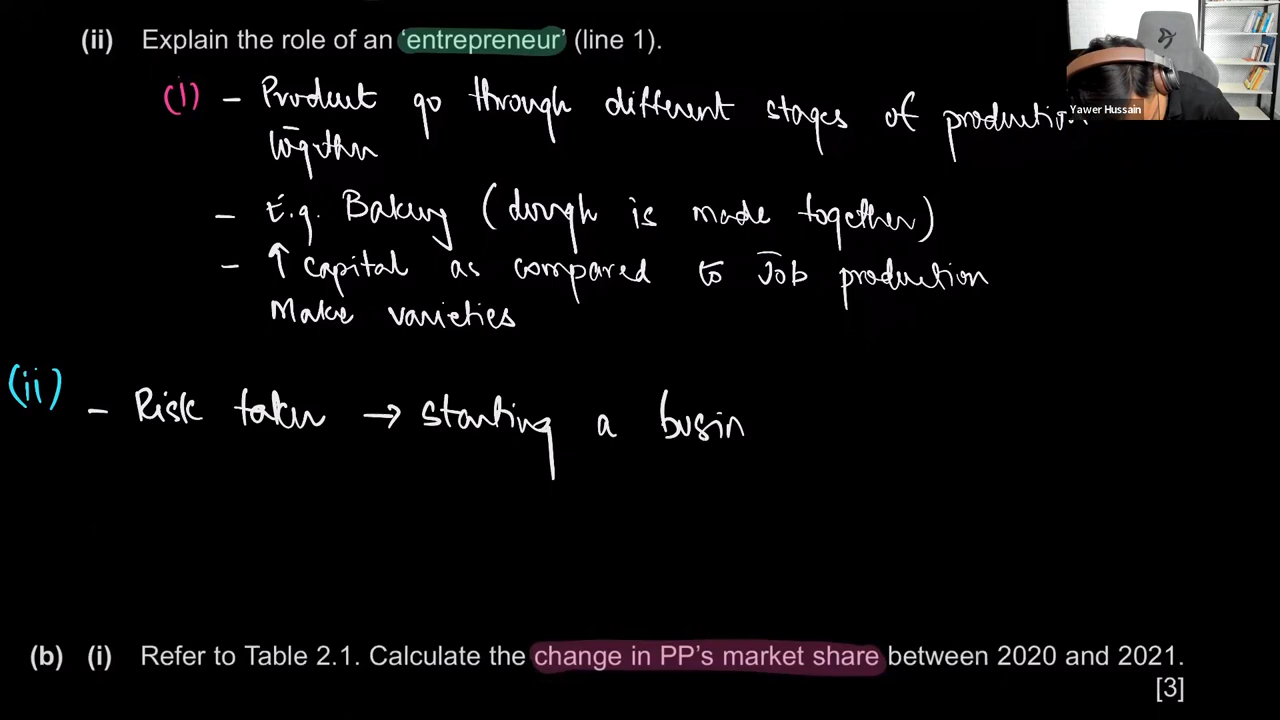 (ii) Explain the role of an ‘entrepreneur’ (line 1).
Yawer Hussain
(i) – Product go through different stages of production
together
– E.g. Bakery (dough is made together)
– ↑ capital as compared to Job production
Make varieties
(ii) – Risk taker → starting a busin
(b) (i) Refer to Table 2.1. Calculate the change in PP’s market share between 2020 and 2021.
[3]